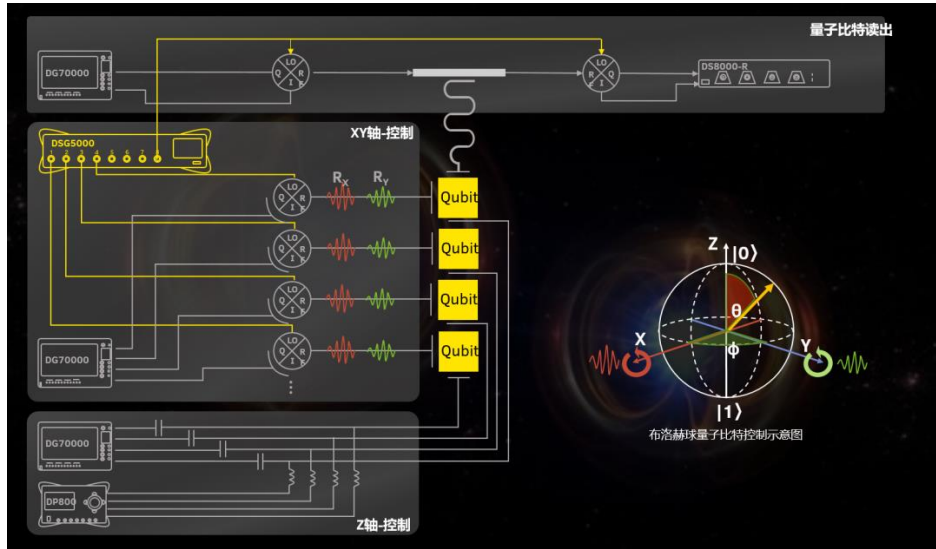 量子比特读出
DG70000
LO
Q
R
I
F
LO
R
Q
F
I
DS8000-R
XY轴-控制
DSG5000
1 2 3 4 5 6 7 8
LO
Q
R
I
F
RX
RY
Qubit
LO
Q
R
I
F
Qubit
LO
Q
R
I
F
Qubit
LO
Q
R
I
F
Qubit
DG70000
DG70000
DP800
Z轴-控制
Z
|0⟩
θ
X
Y
ϕ
|1⟩
布洛赫球量子比特控制示意图